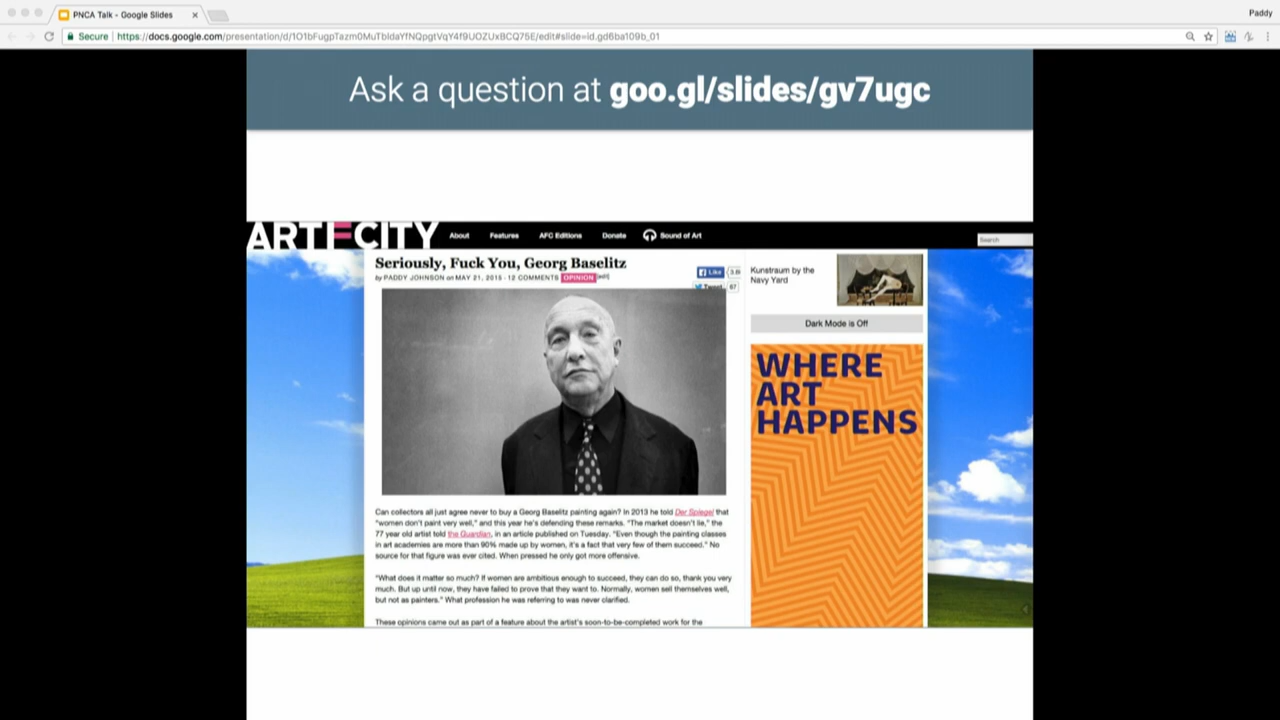 PNCA Talk - Google Slides
Paddy
Secure
Ask a question at goo.gl/slides/gv7ugc
ART F CITY
About Features AFC Editions Donate Sound of Art
Search
Seriously, Fuck You, Georg Baselitz
by PADDY JOHNSON on MAY 21, 2015 · 12 COMMENTS OPINION
Like
Tweet 67
Kunstraum by the
Navy Yard
Dark Mode is Off
WHERE
ART
HAPPENS
Can collectors all just agree never to buy a Georg Baselitz painting again? In 2013 he told Der Spiegel that
"women don't paint very well," and this year he's defending these remarks. "The market doesn't lie," the
77 year old artist told the Guardian, in an article published on Tuesday. "Even though the painting classes
in art academies are more than 90% made up by women, it's a fact that very few of them succeed." No
source for that figure was ever cited. When pressed he only got more offensive.
"What does it matter so much? If women are ambitious enough to succeed, they can do so, thank you very
much. But up until now, they have failed to prove that they want to. Normally, women sell themselves well,
but not as painters." What profession he was referring to was never clarified.
These opinions came out as part of a feature about the artist's soon-to-be-completed work for the